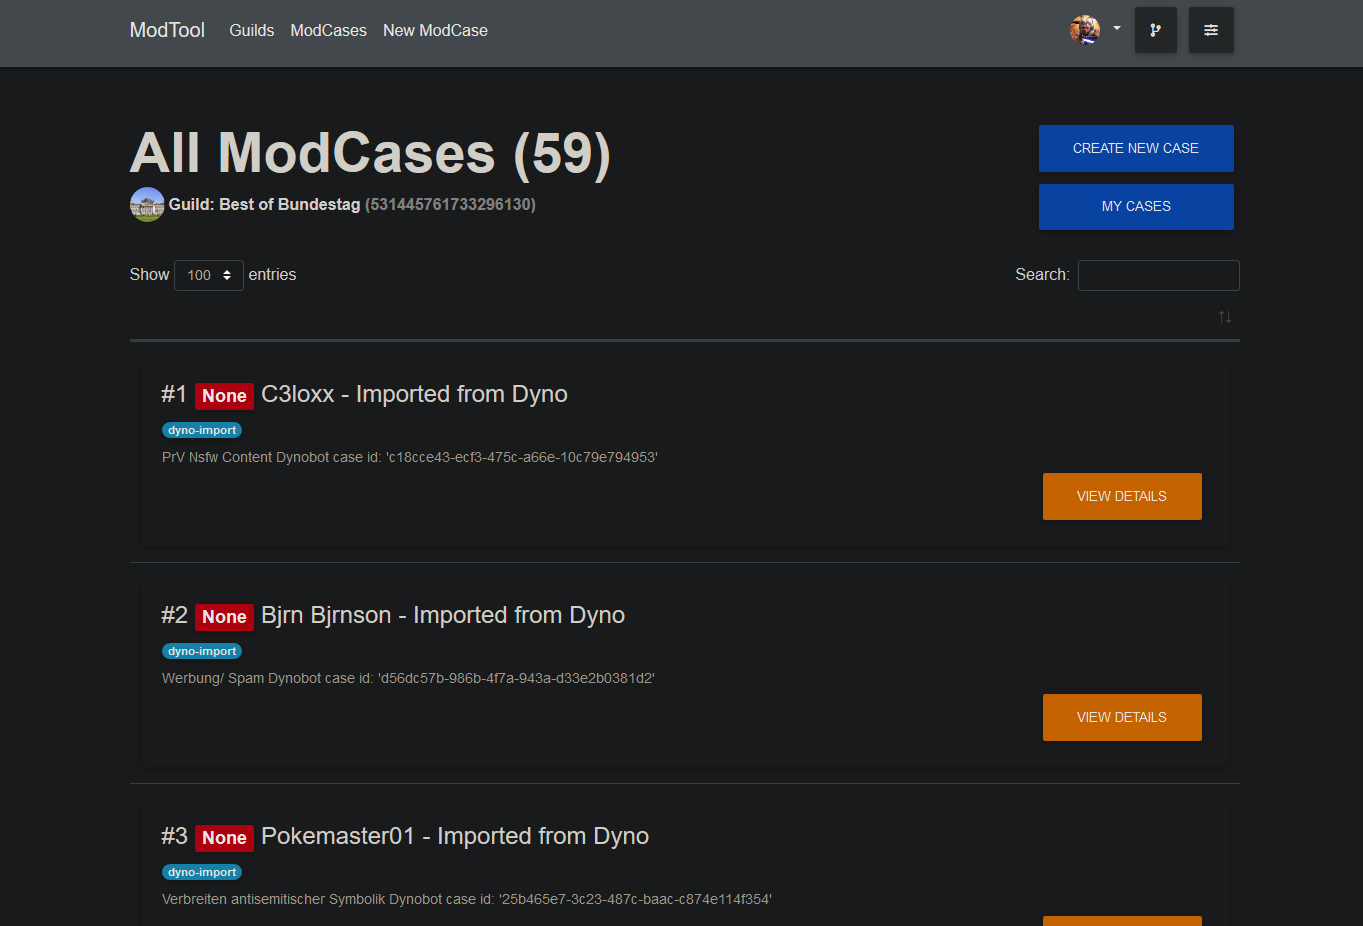 ModTool Guilds ModCases New ModCase
All ModCases (59)
Guild: Best of Bundestag (531445761733296130)
CREATE NEW CASE
MY CASES
Show 100 entries
Search:
#1 None C3loxx - Imported from Dyno
dyno-import
PrV Nsfw Content Dynobot case id: 'c18cce43-ecf3-475c-a66e-10c79e794953'
VIEW DETAILS
#2 None Bjrn Bjrnson - Imported from Dyno
dyno-import
Werbung/ Spam Dynobot case id: 'd56dc57b-986b-4f7a-943a-d33e2b0381d2'
VIEW DETAILS
#3 None Pokemaster01 - Imported from Dyno
dyno-import
Verbreiten antisemitischer Symbolik Dynobot case id: '25b465e7-3c23-487c-baac-c874e114f354'